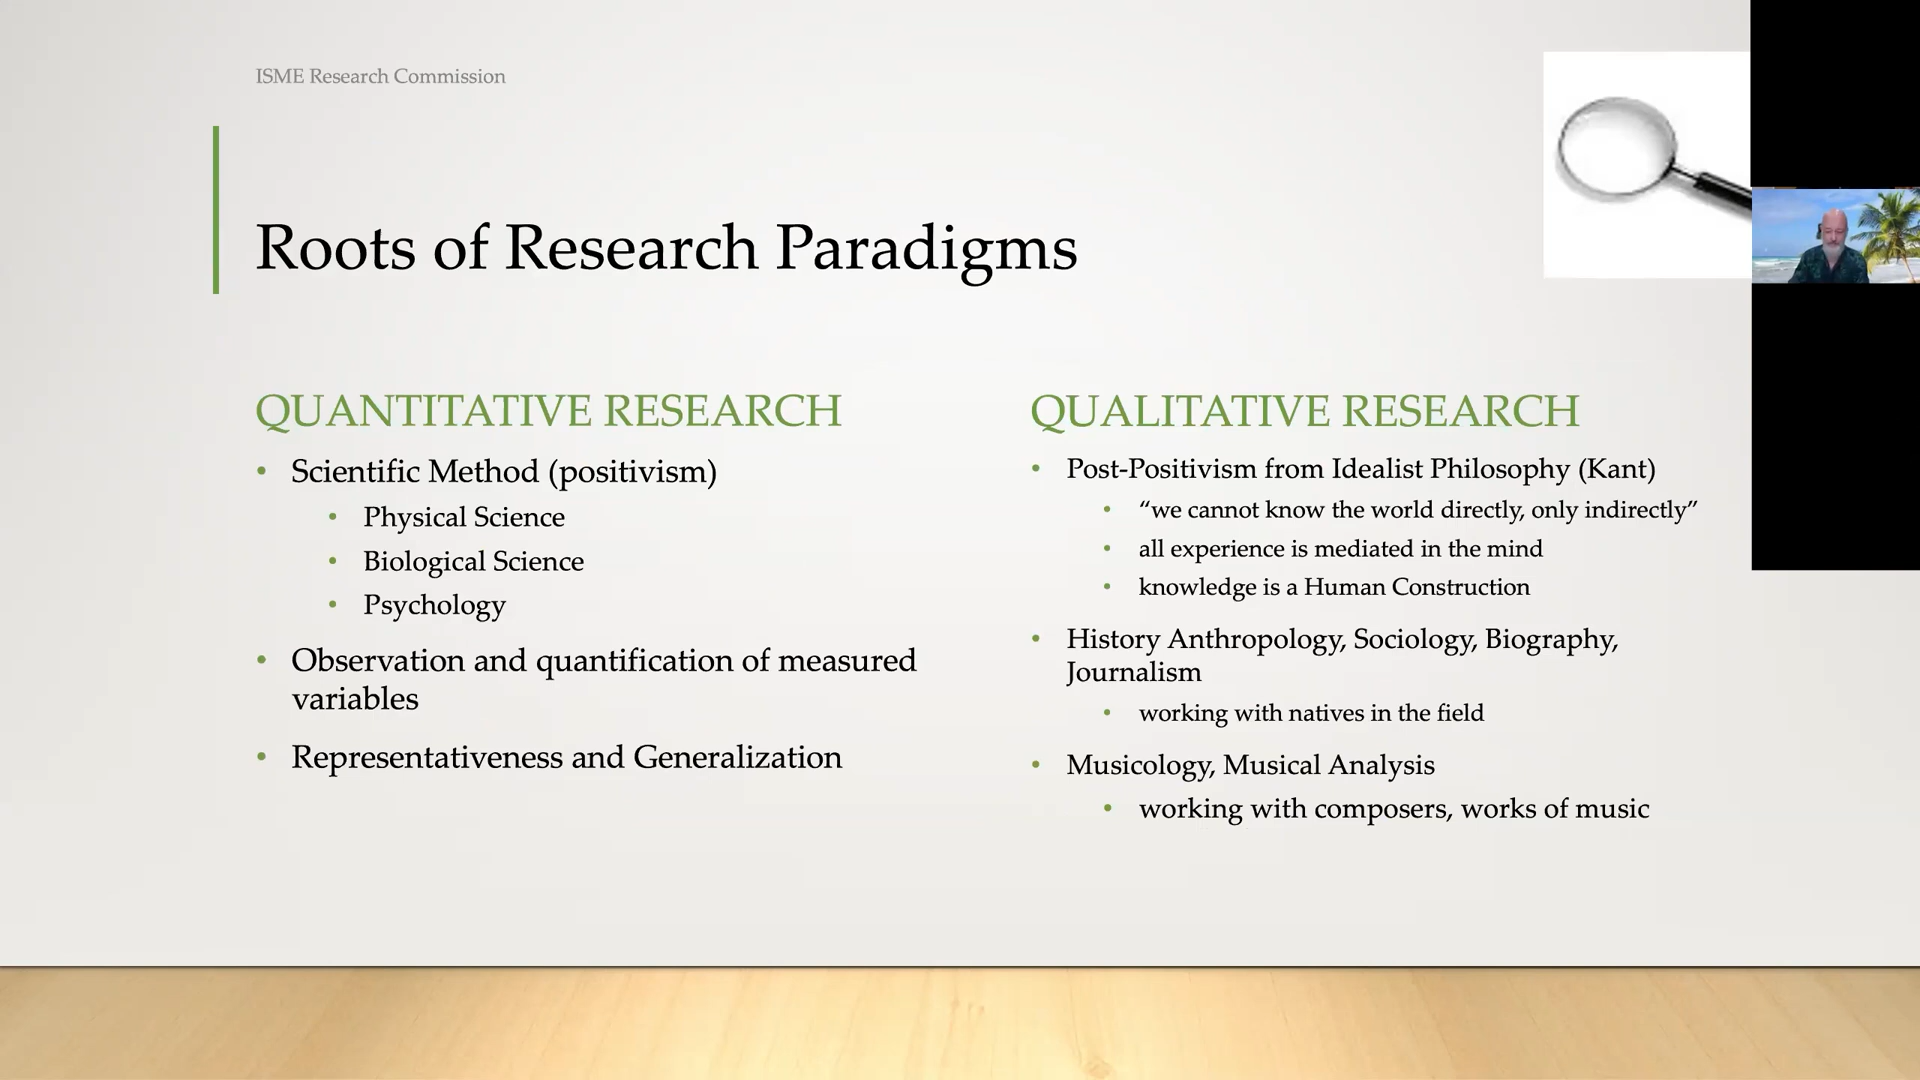 ISME Research Commission
Roots of Research Paradigms
QUANTITATIVE RESEARCH
• Scientific Method (positivism)
• Physical Science
• Biological Science
• Psychology
• Observation and quantification of measured
variables
• Representativeness and Generalization
QUALITATIVE RESEARCH
• Post-Positivism from Idealist Philosophy (Kant)
• “we cannot know the world directly, only indirectly”
• all experience is mediated in the mind
• knowledge is a Human Construction
• History Anthropology, Sociology, Biography,
Journalism
• working with natives in the field
• Musicology, Musical Analysis
• working with composers, works of music